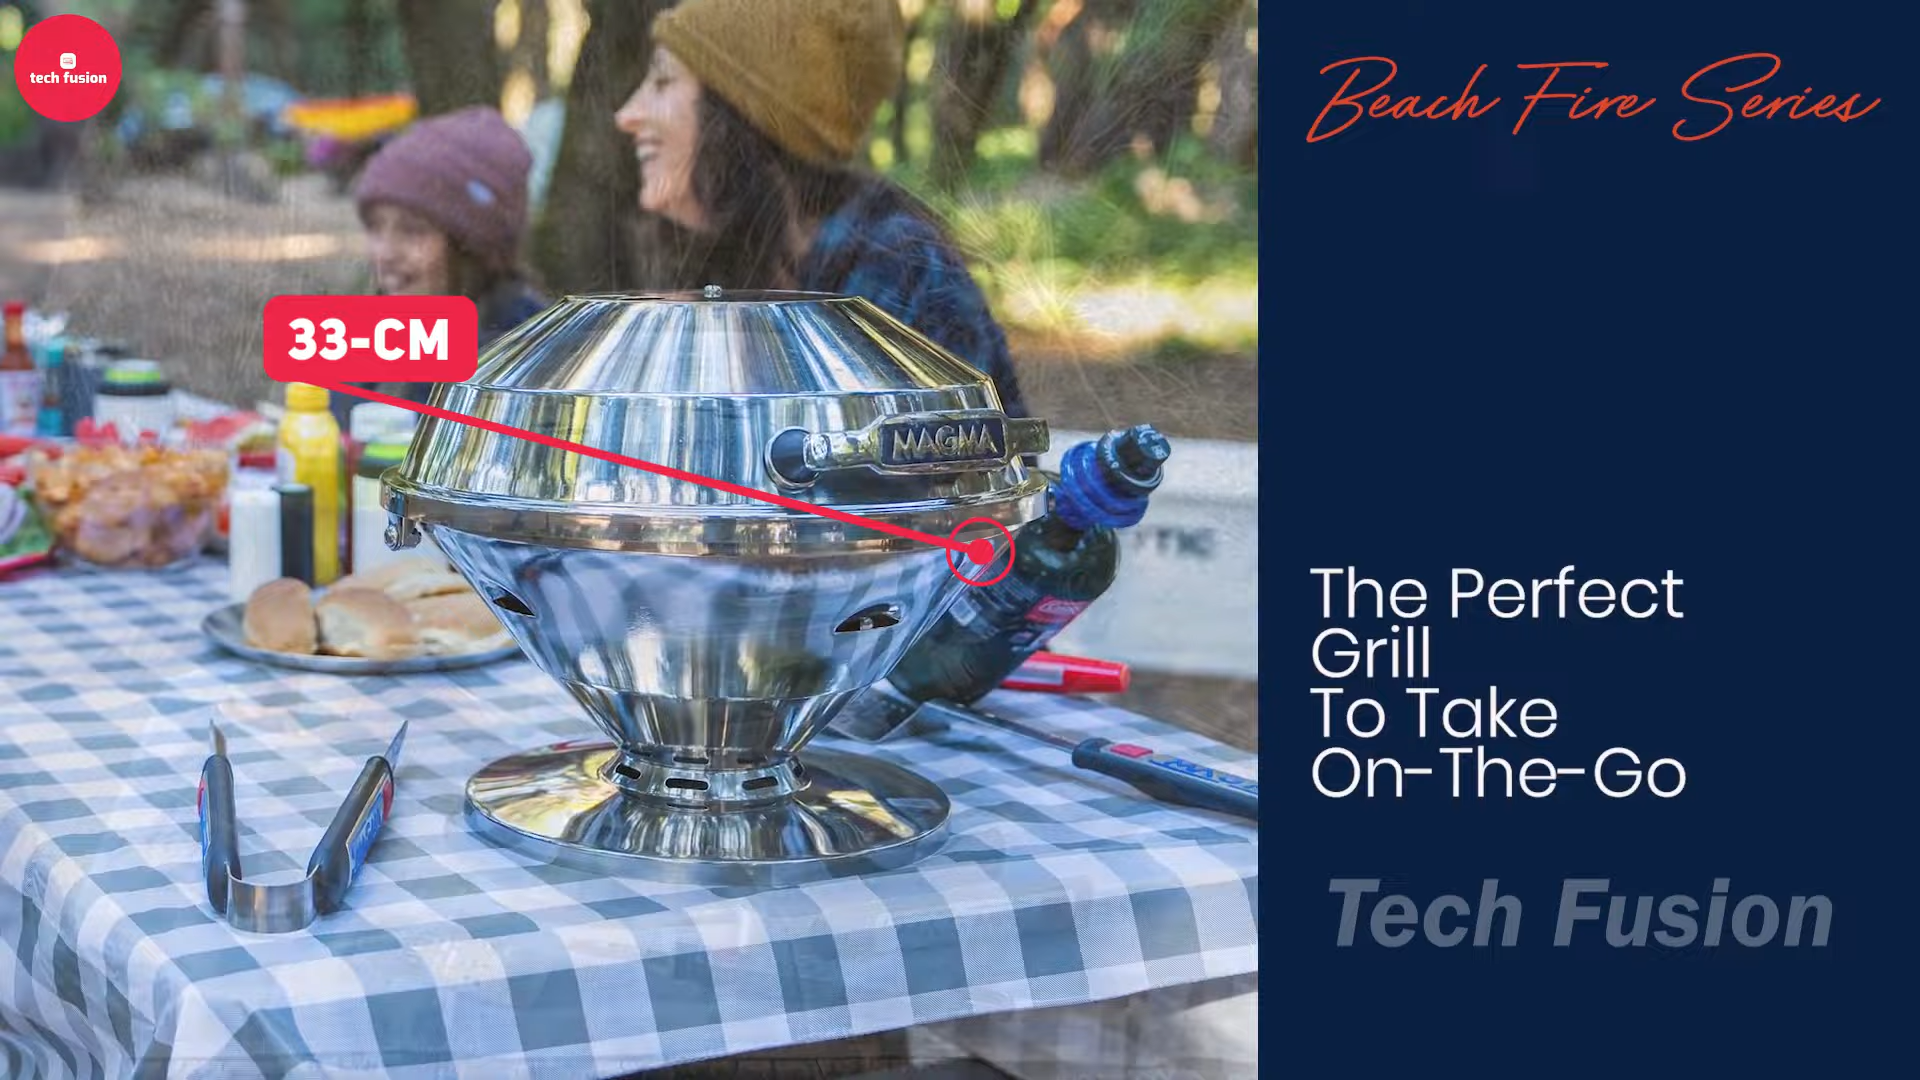 tech fusion
Beach Fire Series
33-CM
MAGMA
The Perfect
Grill
To Take
On-The-Go
Tech Fusion